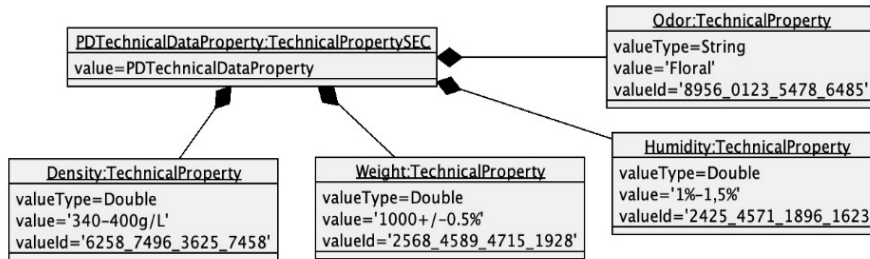 PDTechnicalDataProperty:TechnicalPropertySEC
value=PDTechnicalDataProperty
Odor:TechnicalProperty
valueType=String
value='Floral'
valueId='8956_0123_5478_6485'
Density:TechnicalProperty
valueType=Double
value='340-400g/L'
valueId='6258_7496_3625_7458'
Weight:TechnicalProperty
valueType=Double
value='1000+/-0.5%'
valueId='2568_4589_4715_1928'
Humidity:TechnicalProperty
valueType=Double
value='1%-1,5%'
valueId='2425_4571_1896_1623